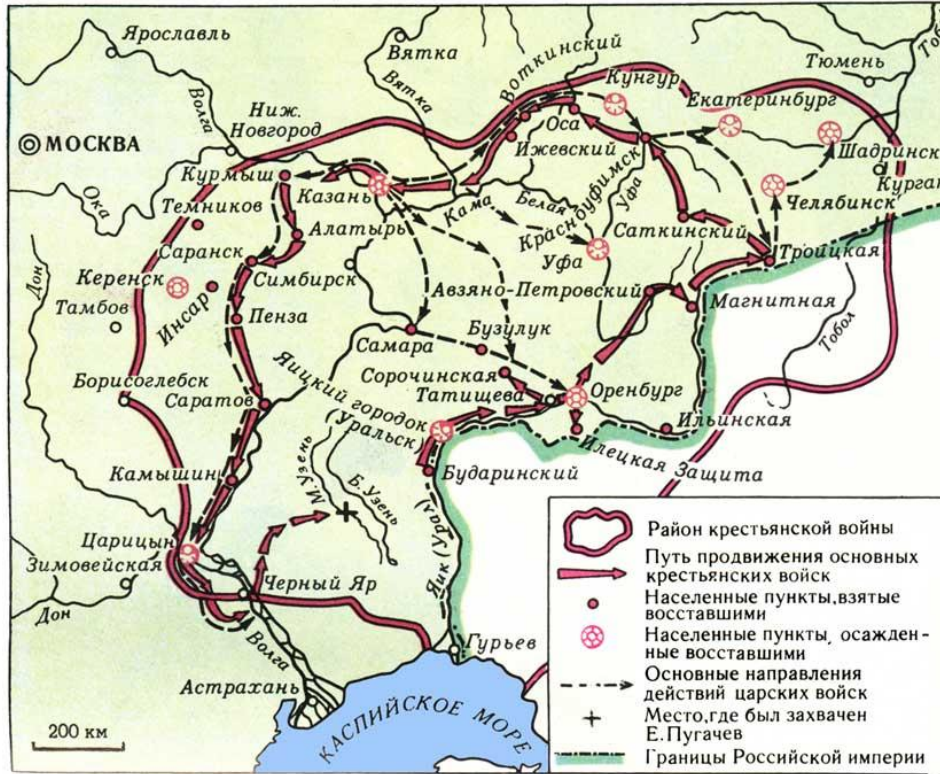 Ярославль
Вятка
Воткинский
Тюмень
Тобол
Волга
Вятка
Кунгур
Екатеринбург
Ниж.
Новгород
Оса
МОСКВА
Ижевский
Шадринск
Курмыш
Казань
Курган
Ока
Темников
Кама
Белая
Красноуфимск
Уфа
Челябинск
Алатырь
Саткинский
Саранск
Симбирск
Уфа
Тройцкая
Дон
Керенск
Авзяно-Петровский
Тамбов
Инсар
Магнитная
Пенза
Бузулук
Самара
Тобол
Сорочинская
Оренбург
Борисоглебск
Татищева
Саратов
Яицкий городок
(Уральск)
Ильинская
Илецкая Защита
Камышин
М.Узень
Б.Узень
Бударинский
Царицын
Зимовейская
Черный Яр
Яик (Урал)
Дон
Волга
Гурьев
Астрахань
КАСПИЙСКОЕ МОРЕ
200 км
Район крестьянской войны
Путь продвижения основных
крестьянских войск
Населенные пункты,взятые
восставшими
Населенные пункты, осажден-
ные восставшими
Основные направления
действий царских войск
Место,где был захвачен
Е.Пугачев
Границы Российской империи